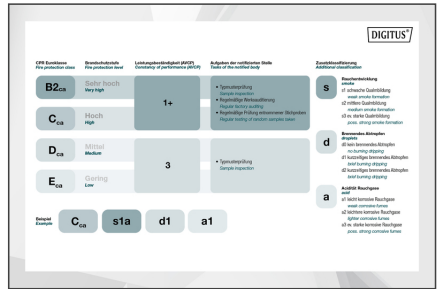 DIGITUS®
CPR Euroklasse
Fire protection class
Brandschutzstufe
Fire protection level
Leistungsbeständigkeit (AVCP)
Constancy of performance (AVCP)
Aufgaben der notifizierten Stelle
Tasks of the notified body
B2ca
Sehr hoch
Very high
Cca
Hoch
High
1+
• Typmusterprüfung
Sample inspection
• Regelmäßige Werksauditierung
Regular factory auditing
• Regelmäßige Prüfung entnommener Stichproben
Regular testing of random samples taken
Dca
Mittel
Medium
Eca
Gering
Low
3
• Typmusterprüfung
Sample inspection
Beispiel
Example
Cca
s1a
d1
a1
Zusatzklassifizierung
Additional classification
s
Rauchentwicklung
smoke
s1 schwache Qualmbildung
weak smoke formation
s2 mittlere Qualmbildung
medium smoke formation
s3 ev. starke Qualmbildung
poss. strong smoke formation
d
Brennendes Abtropfen
droplets
d0 kein brennendes Abtropfen
no burning dripping
d1 kurzzeitiges brennendes Abtropfen
brief burning dripping
d2 kurzzeitiges brennendes Abtropfen
brief burning dripping
a
Acidität Rauchgase
acid
a1 leicht korrosive Rauchgase
weak corrosive fumes
a2 leichtere korrosive Rauchgase
lighter corrosive fumes
a3 ev. starke korrosive Rauchgase
poss. strong corrosive fumes